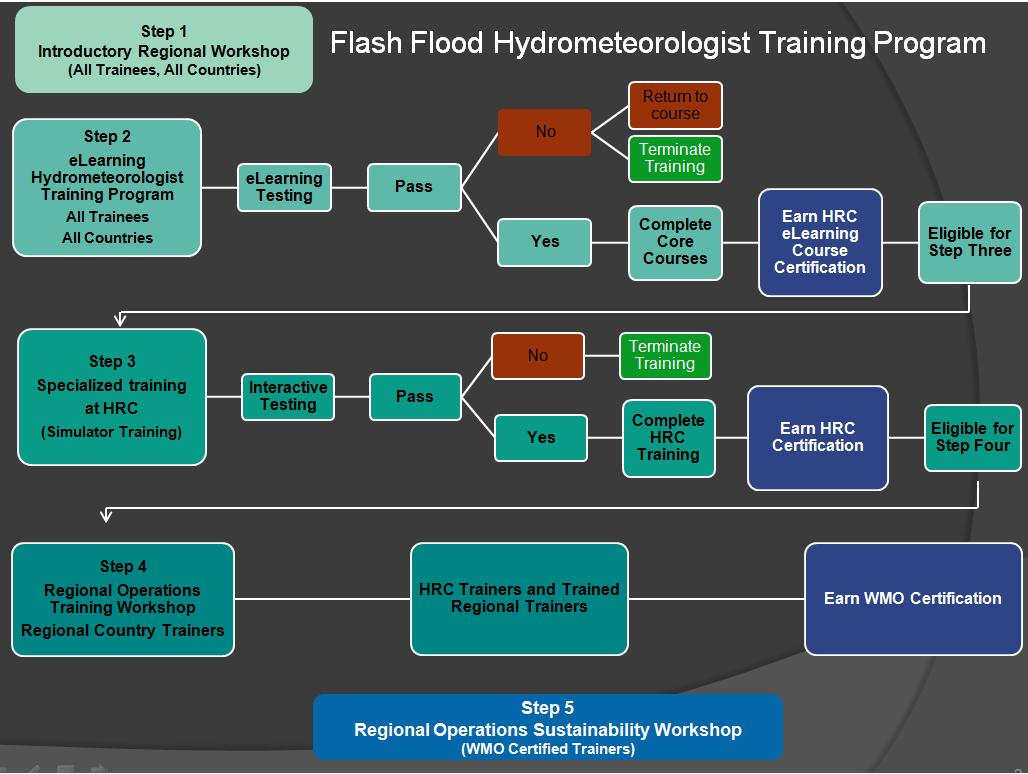 Step 1
Introductory Regional Workshop
(All Trainees, All Countries)
Flash Flood Hydrometeorologist Training Program
Step 2
eLearning
Hydrometeorologist
Training Program
All Trainees
All Countries
eLearning
Testing
Pass
No
Return to
course
Terminate
Training
Yes
Complete
Core
Courses
Earn HRC
eLearning
Course
Certification
Eligible for
Step Three
Step 3
Specialized training
at HRC
(Simulator Training)
Interactive
Testing
Pass
No
Terminate
Training
Yes
Complete
HRC
Training
Earn HRC
Certification
Eligible for
Step Four
Step 4
Regional Operations
Training Workshop
Regional Country Trainers
HRC Trainers and Trained
Regional Trainers
Earn WMO Certification
Step 5
Regional Operations Sustainability Workshop
(WMO Certified Trainers)